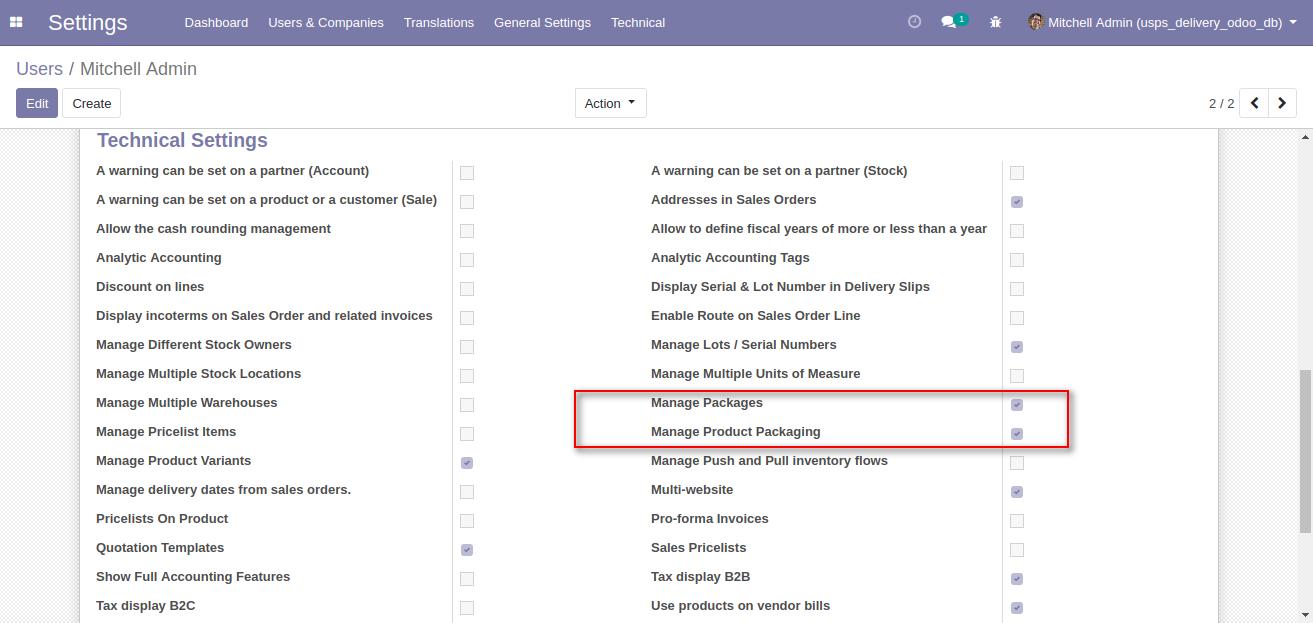 Settings Dashboard Users & Companies Translations General Settings Technical 1 Mitchell Admin (usps_delivery_odoo_db)
Users / Mitchell Admin
Edit Create Action 2 / 2
Technical Settings
A warning can be set on a partner (Account) A warning can be set on a partner (Stock)
A warning can be set on a product or a customer (Sale) Addresses in Sales Orders
Allow the cash rounding management Allow to define fiscal years of more or less than a year
Analytic Accounting Analytic Accounting Tags
Discount on lines Display Serial & Lot Number in Delivery Slips
Display incoterms on Sales Order and related invoices Enable Route on Sales Order Line
Manage Different Stock Owners Manage Lots / Serial Numbers
Manage Multiple Stock Locations Manage Multiple Units of Measure
Manage Multiple Warehouses Manage Packages
Manage Pricelist Items Manage Product Packaging
Manage Product Variants Manage Push and Pull inventory flows
Manage delivery dates from sales orders. Multi-website
Pricelists On Product Pro-forma Invoices
Quotation Templates Sales Pricelists
Show Full Accounting Features Tax display B2B
Tax display B2C Use products on vendor bills